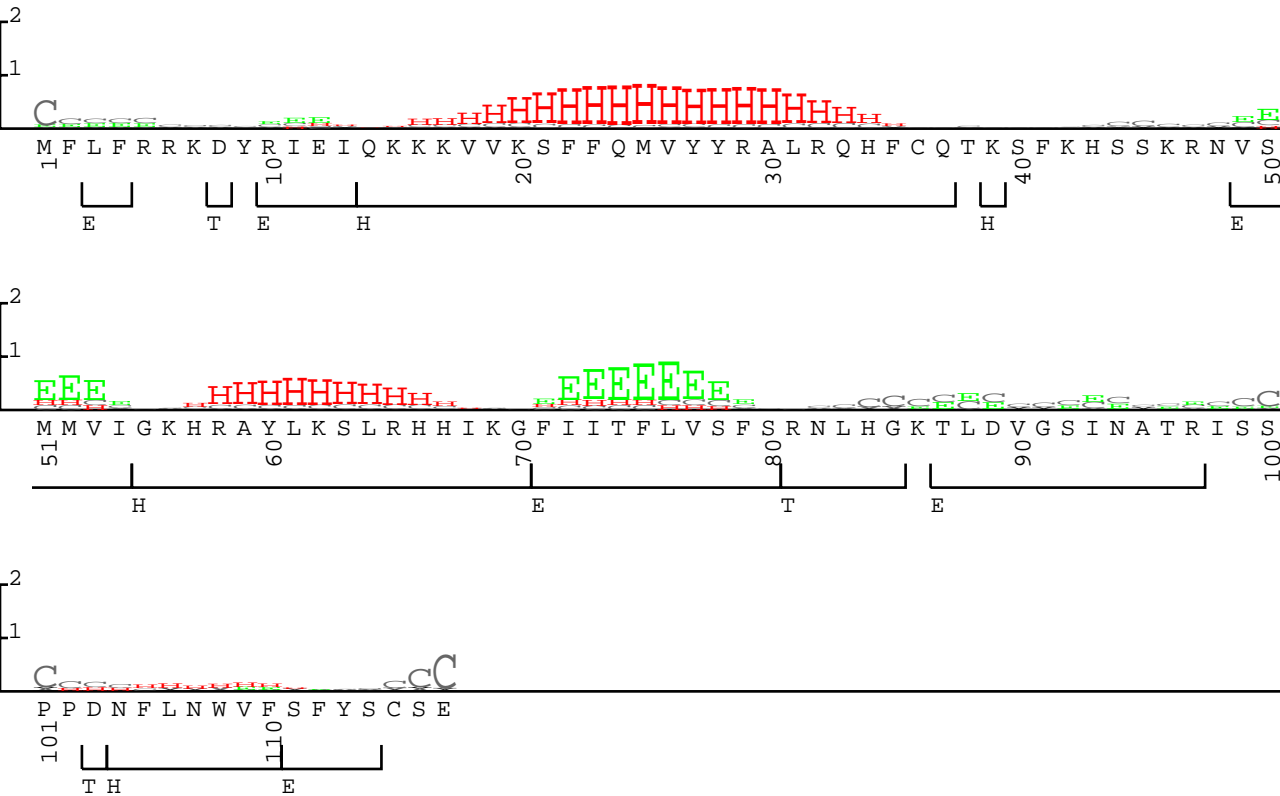 2
1
C C C C C E E H H H H H H H H H H H H H H H H H H H C C E E
M F L F R R K D Y R I E I Q K K K V V K S F F Q M V Y Y R A L R Q H F C Q T K S F K H S S K R N V S
1 10 20 30 40 50
E T E H H E
2
1
E E E H H H H H H H H H E E E E E E E C C C E C E C C
M M V I G K H R A Y L K S L R H H I K G F I I T F L V S F S R N L H G K T L D V G S I N A T R I S S
51 60 70 80 90 100
H E T E
2
1
C C C C C C
P P D N F L N W V F S F Y S C S E
101 110
T H E